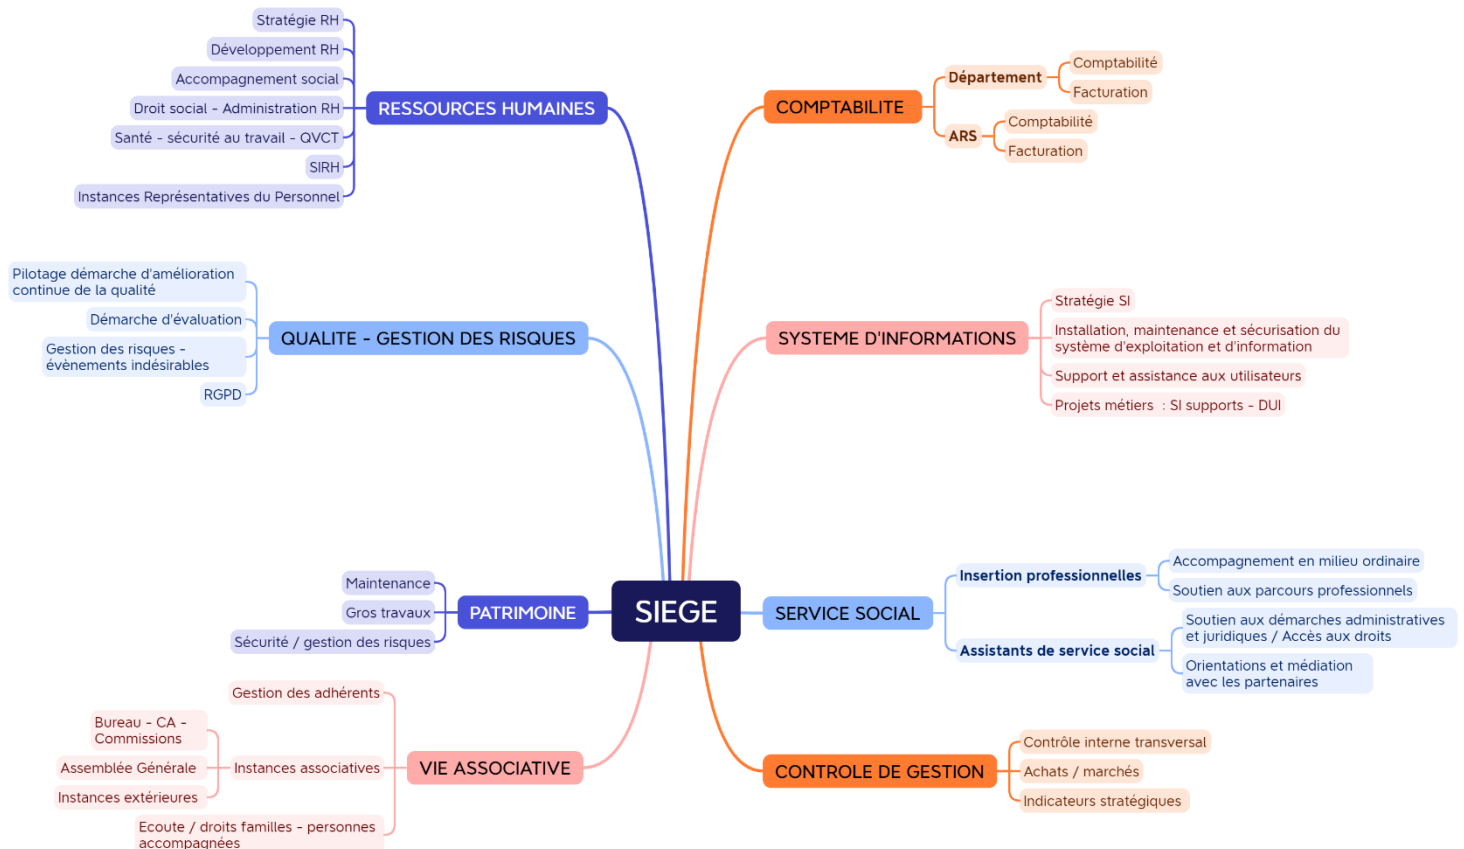 SIEGE
RESSOURCES HUMAINES
Stratégie RH
Développement RH
Accompagnement social
Droit social - Administration RH
Santé - sécurité au travail - QVCT
SIRH
Instances Représentatives du Personnel
QUALITE - GESTION DES RISQUES
Pilotage démarche d'amélioration
continue de la qualité
Démarche d'évaluation
Gestion des risques -
évènements indésirables
RGPD
PATRIMOINE
Maintenance
Gros travaux
Sécurité / gestion des risques
VIE ASSOCIATIVE
Gestion des adhérents
Instances associatives
Bureau - CA -
Commissions
Assemblée Générale
Instances extérieures
Ecoute / droits familles - personnes
accompagnées
COMPTABILITE
Département
Comptabilité
Facturation
ARS
Comptabilité
Facturation
SYSTEME D'INFORMATIONS
Stratégie SI
Installation, maintenance et sécurisation du
système d'exploitation et d'information
Support et assistance aux utilisateurs
Projets métiers : SI supports - DUI
SERVICE SOCIAL
Insertion professionnelles
Accompagnement en milieu ordinaire
Soutien aux parcours professionnels
Assistants de service social
Soutien aux démarches administratives
et juridiques / Accès aux droits
Orientations et médiation
avec les partenaires
CONTROLE DE GESTION
Contrôle interne transversal
Achats / marchés
Indicateurs stratégiques